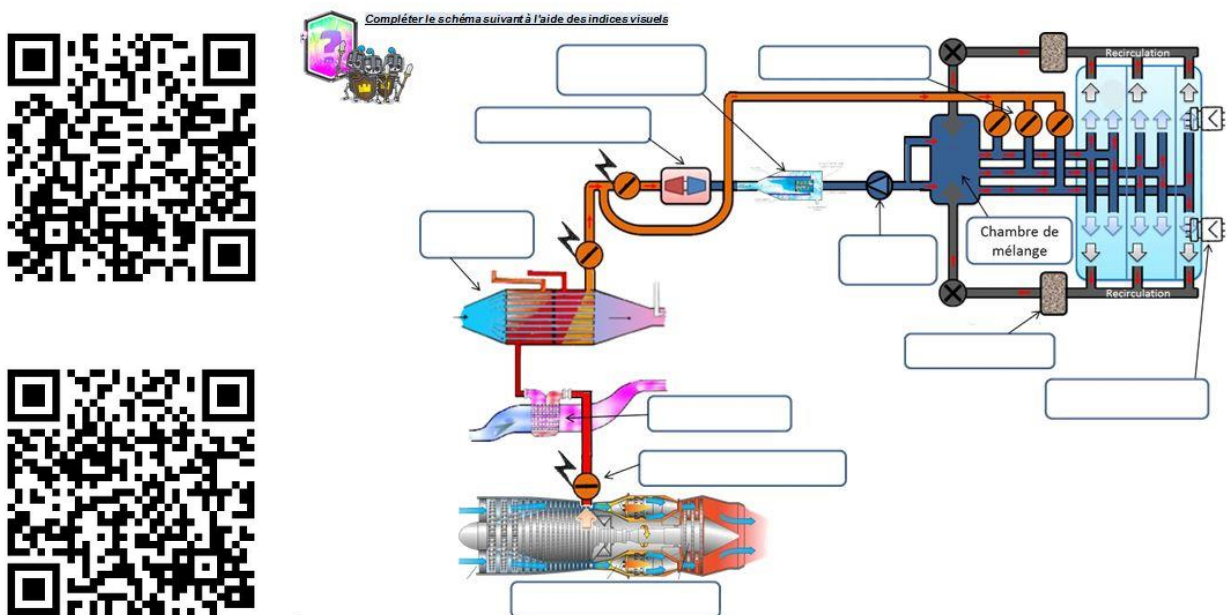 Compléter le schéma suivant à l'aide des indices visuels
Recirculation
Chambre de
mélange
Recirculation